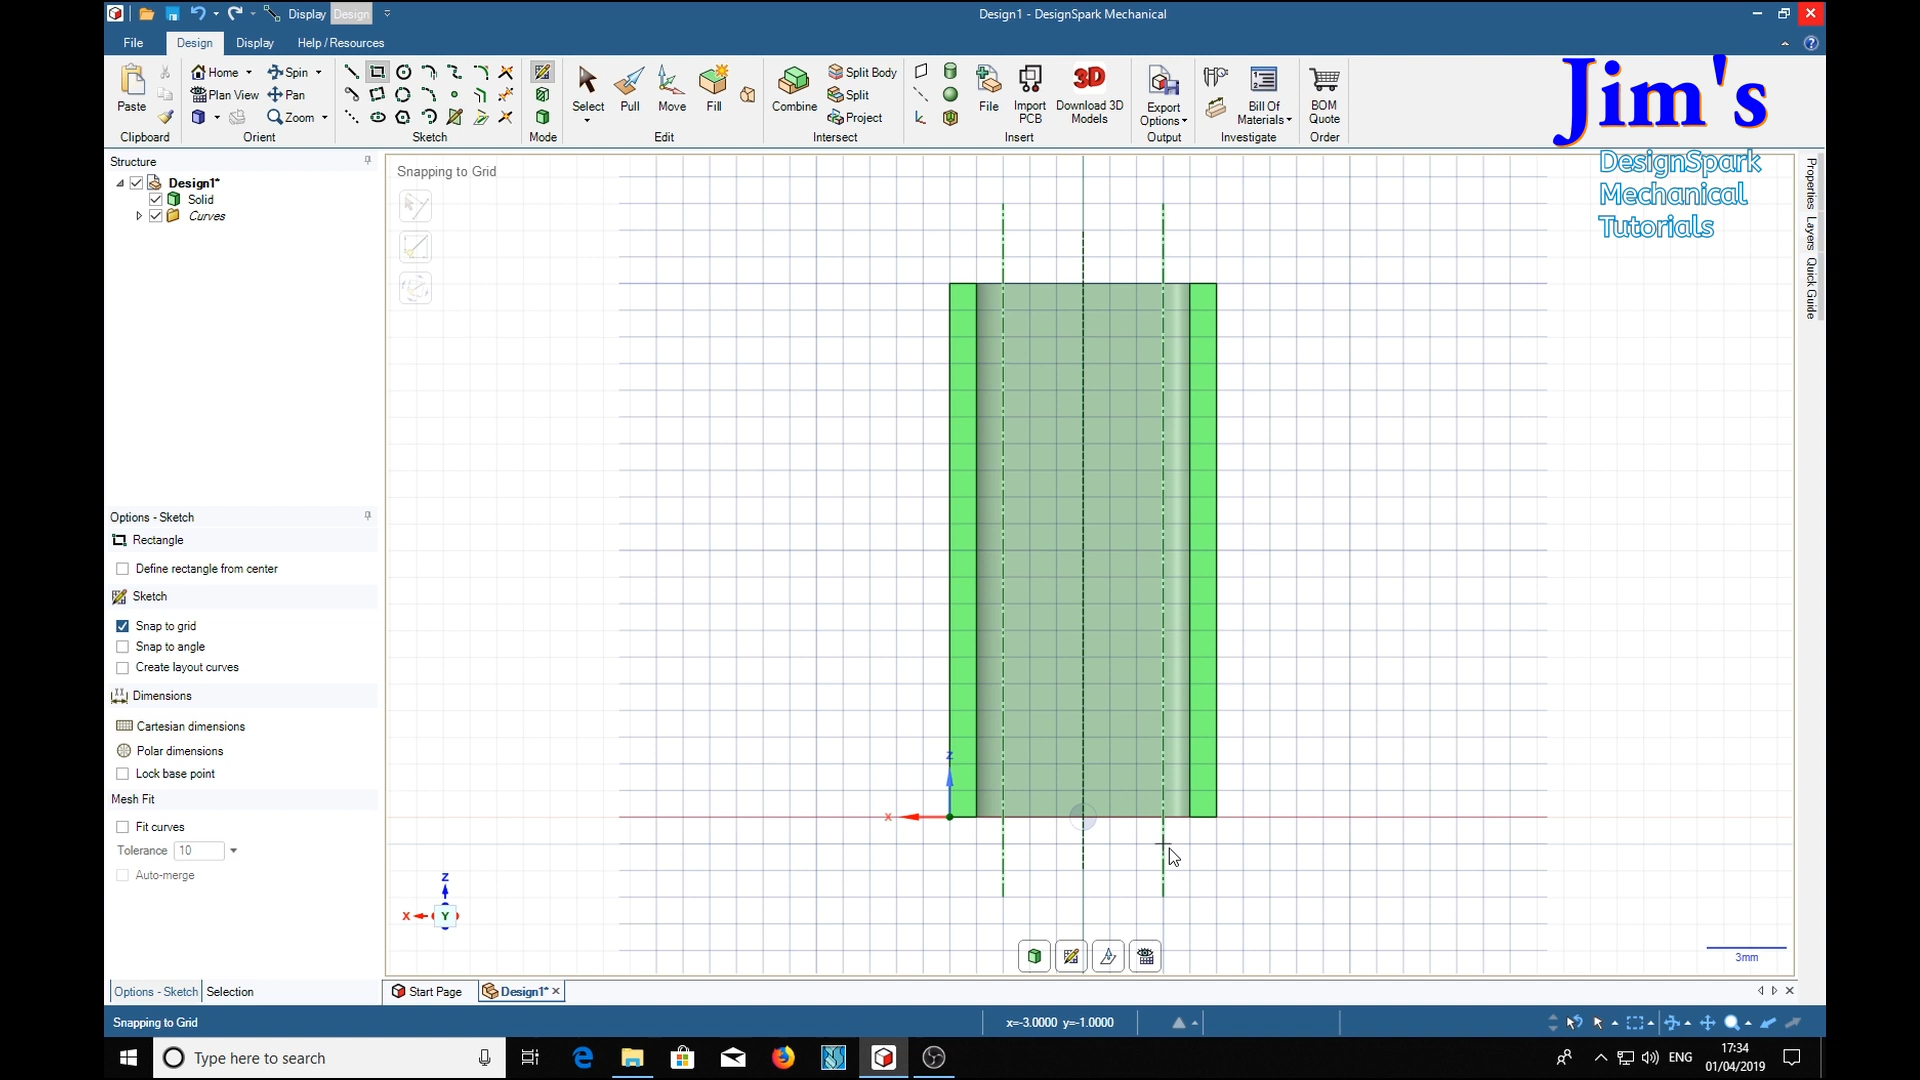 Display Design
Design1 - DesignSpark Mechanical
File Design Display Help / Resources
Paste
Clipboard
Home Spin
Plan View Pan
Zoom
Orient
Sketch
Mode
Select Pull Move Fill
Edit
Combine
Split Body
Split
Project
Intersect
File Import PCB Download 3D Models
3D
Insert
Export Options
Output
Bill Of Materials
Investigate
BOM Quote
Order
Jim's
DesignSpark
Mechanical
Tutorials
Structure
Design1*
Solid
Curves
Snapping to Grid
Properties Layers Quick Guide
Options - Sketch
Rectangle
Define rectangle from center
Sketch
Snap to grid
Snap to angle
Create layout curves
Dimensions
Cartesian dimensions
Polar dimensions
Lock base point
Mesh Fit
Fit curves
Tolerance 10
Auto-merge
Z
X
Z
X Y
3mm
Options - Sketch Selection
Start Page Design1*
Snapping to Grid x=-3.0000 y=-1.0000
Type here to search
ENG
17:34
01/04/2019